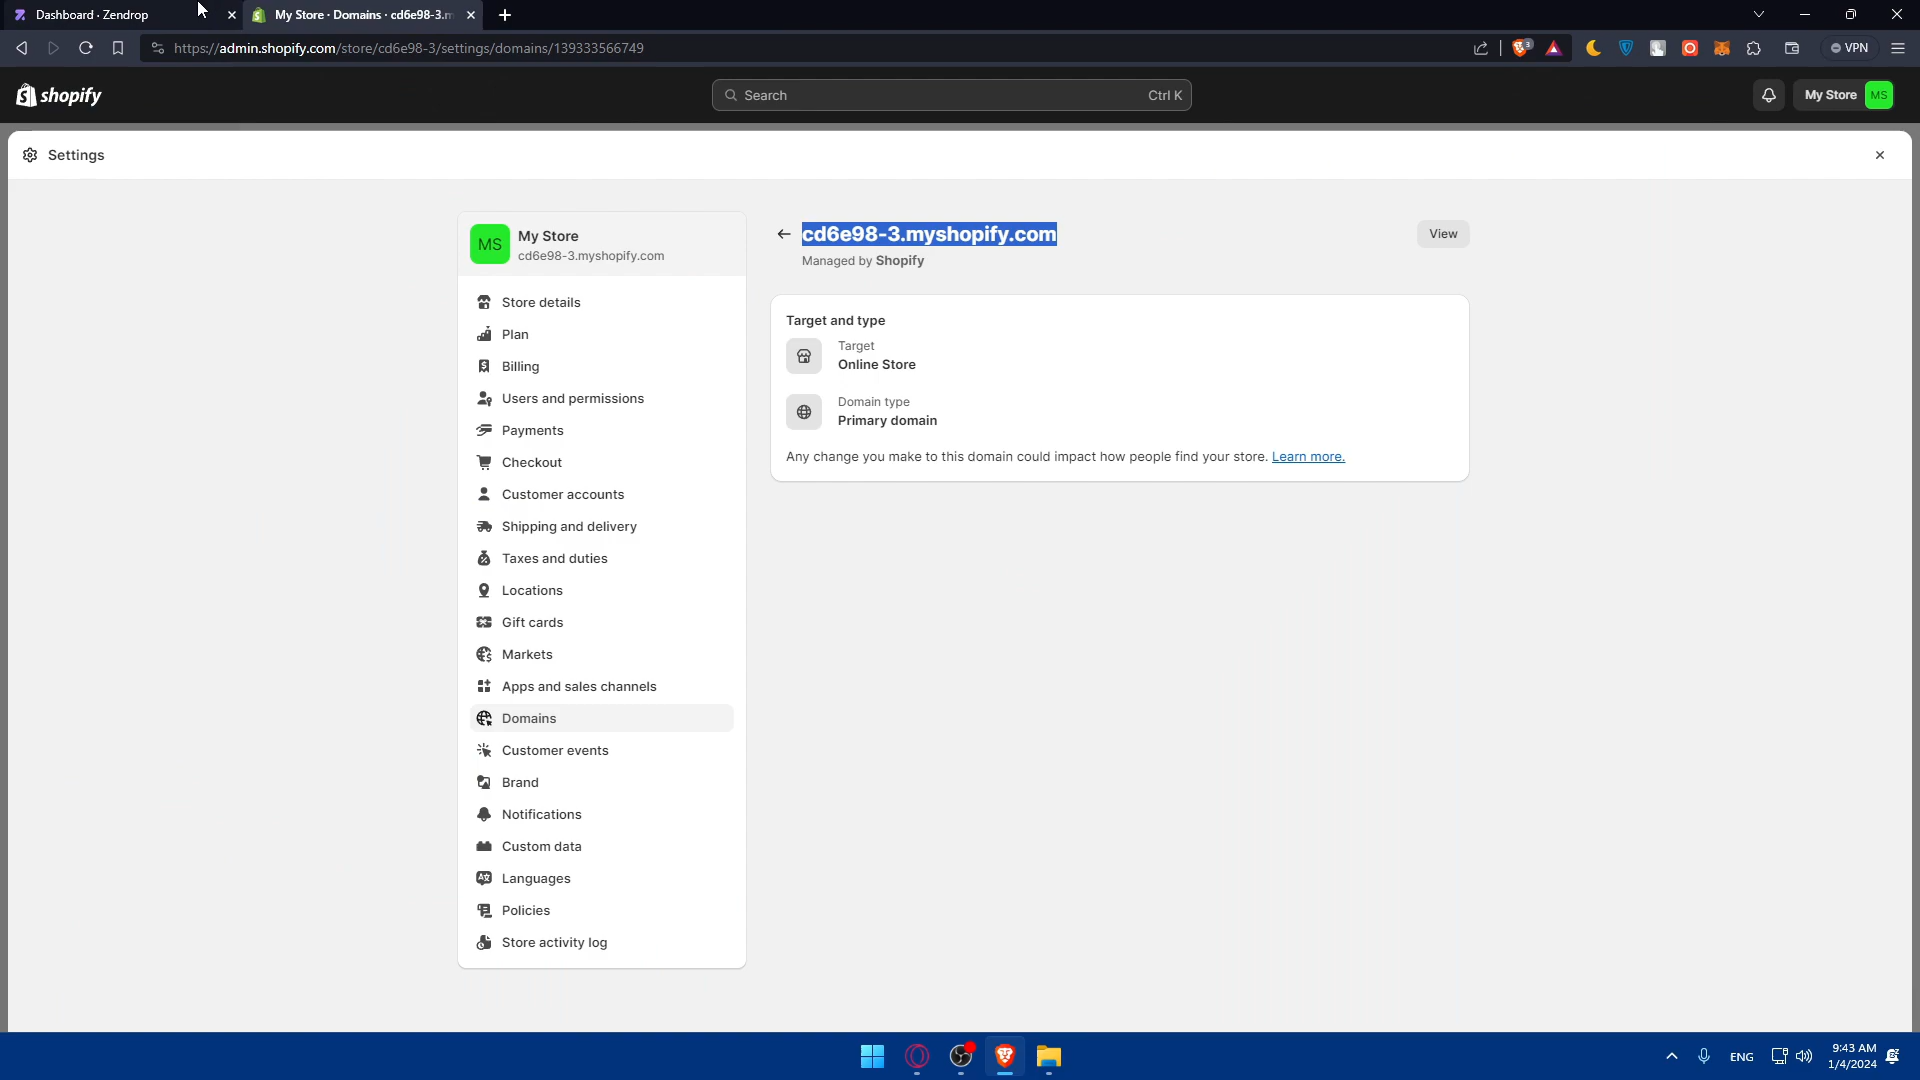 Dashboard · Zendrop
My Store · Domains · cd6e98-3.m
https://admin.shopify.com/store/cd6e98-3/settings/domains/139333566749
3
VPN
shopify
Search
Ctrl K
My Store
MS
Settings
MS
My Store
cd6e98-3.myshopify.com
Store details
Plan
Billing
Users and permissions
Payments
Checkout
Customer accounts
Shipping and delivery
Taxes and duties
Locations
Gift cards
Markets
Apps and sales channels
Domains
Customer events
Brand
Notifications
Custom data
Languages
Policies
Store activity log
cd6e98-3.myshopify.com
View
Managed by Shopify
Target and type
Target
Online Store
Domain type
Primary domain
Any change you make to this domain could impact how people find your store. Learn more.
ENG
9:43 AM
1/4/2024